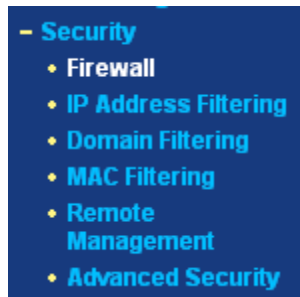 – Security
• Firewall
• IP Address Filtering
• Domain Filtering
• MAC Filtering
• Remote
Management
• Advanced Security